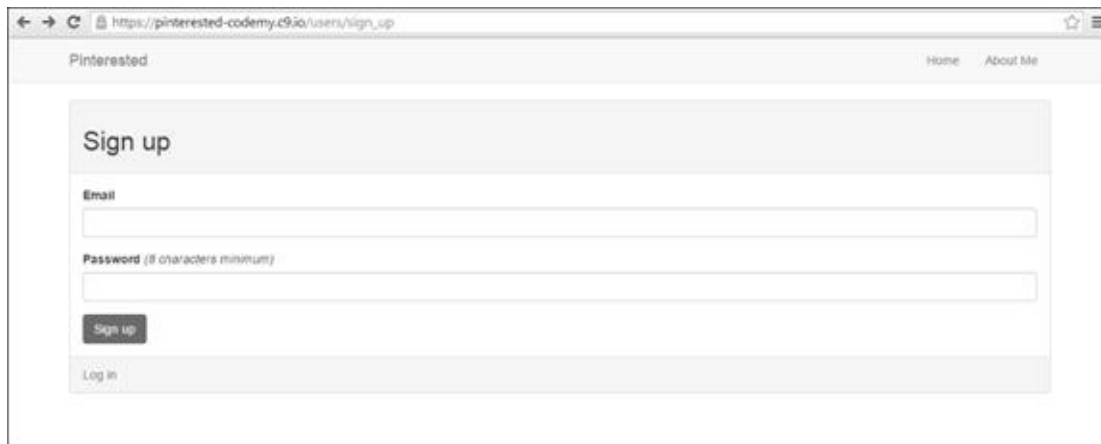 https://pinterested-codemy.c9.io/users/sign_up
Pinterested Home About Me
Sign up
Email
Password (8 characters minimum)
Sign up
Log in